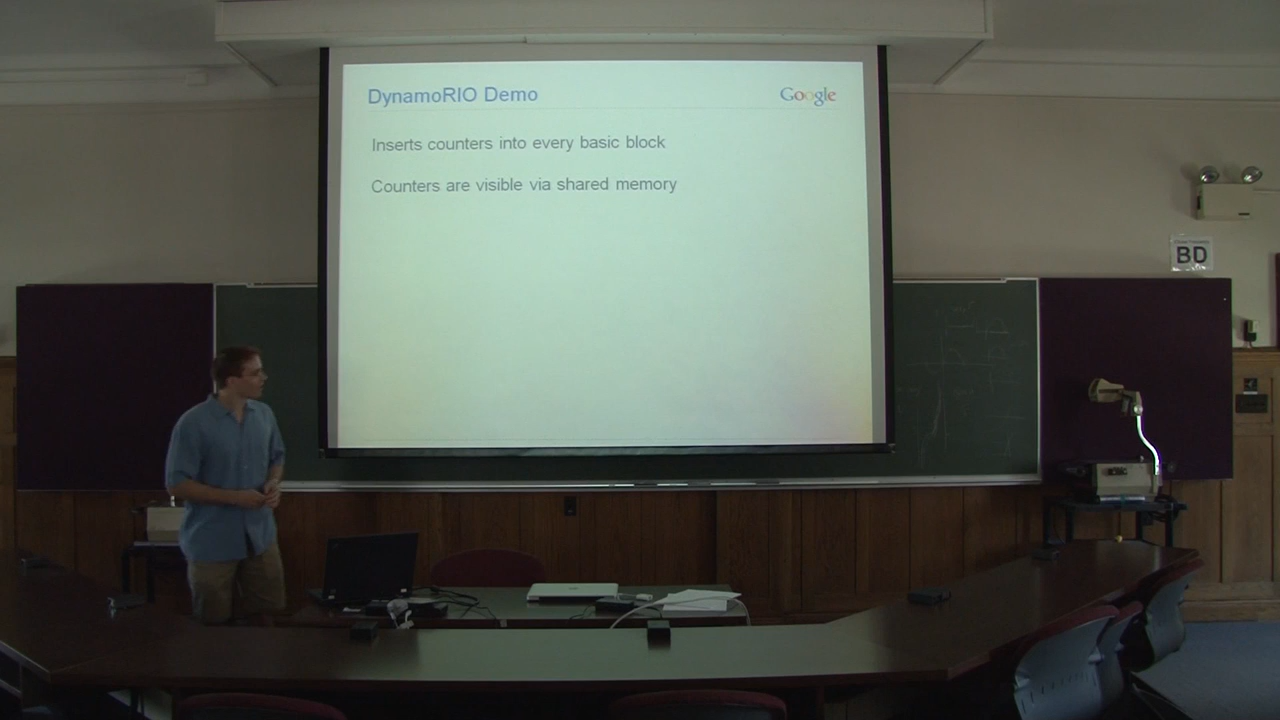 DynamoRIO Demo
Google
Inserts counters into every basic block
Counters are visible via shared memory
BD